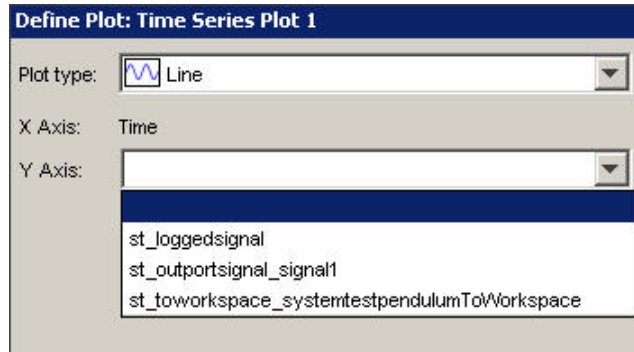 Define Plot: Time Series Plot 1
Plot type: Line
X Axis: Time
Y Axis:
st_loggedsignal
st_outportsignal_signal1
st_toworkspace_systemtestpendulumToWorkspace